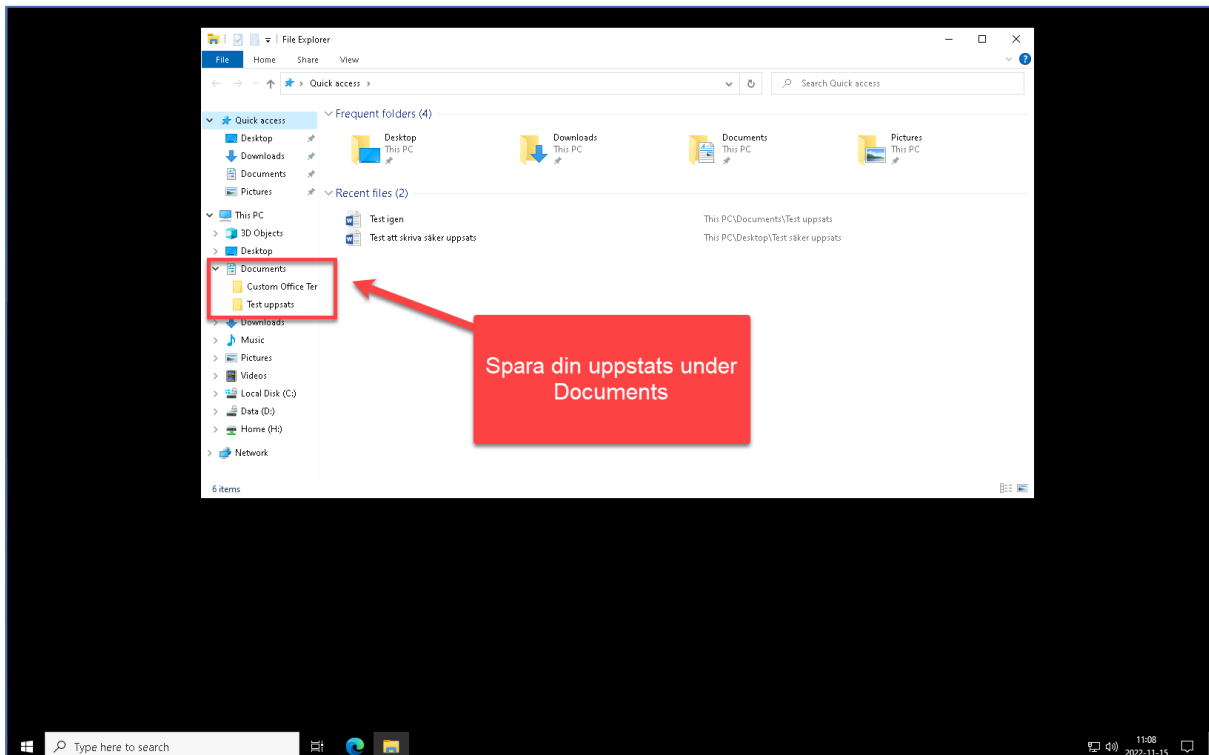 File Explorer
File Home Share View
Quick access
Search Quick access
Quick access
Desktop
Downloads
Documents
Pictures
This PC
3D Objects
Desktop
Documents
Custom Office Ter
Test uppsats
Downloads
Music
Pictures
Videos
Local Disk (C:)
Data (D:)
Home (H:)
Network
Frequent folders (4)
Desktop
This PC
Downloads
This PC
Documents
This PC
Pictures
This PC
Recent files (2)
Test igen This PC\Documents\Test uppsats
Test att skriva säker uppsats This PC\Desktop\Test säker uppsats
Spara din uppstats under
Documents
6 items
Type here to search
11:08
2022-11-15